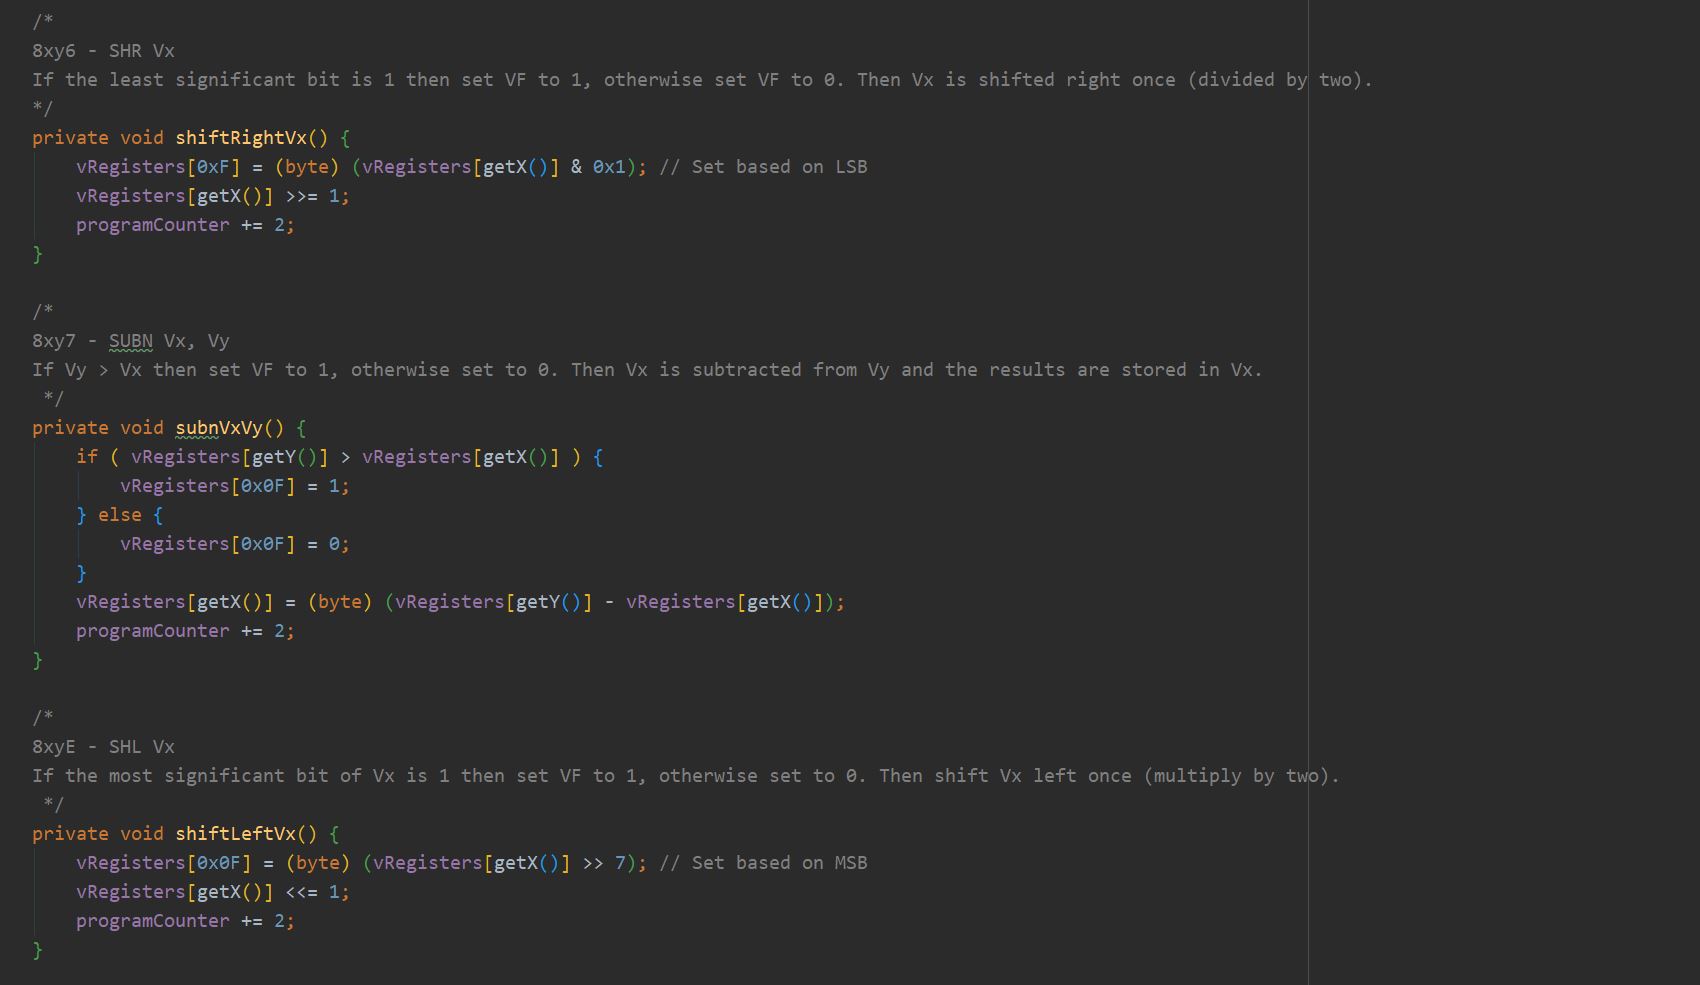 /*
8xy6 - SHR Vx
If the least significant bit is 1 then set VF to 1, otherwise set VF to 0. Then Vx is shifted right once (divided by two).
*/
private void shiftRightVx() {
    vRegisters[0xF] = (byte) (vRegisters[getX()] & 0x1); // Set based on LSB
    vRegisters[getX()] >>= 1;
    programCounter += 2;
}

/*
8xy7 - SUBN Vx, Vy
If Vy > Vx then set VF to 1, otherwise set to 0. Then Vx is subtracted from Vy and the results are stored in Vx.
 */
private void subnVxVy() {
    if ( vRegisters[getY()] > vRegisters[getX()] ) {
        vRegisters[0x0F] = 1;
    } else {
        vRegisters[0x0F] = 0;
    }
    vRegisters[getX()] = (byte) (vRegisters[getY()] - vRegisters[getX()]);
    programCounter += 2;
}

/*
8xyE - SHL Vx
If the most significant bit of Vx is 1 then set VF to 1, otherwise set to 0. Then shift Vx left once (multiply by two).
 */
private void shiftLeftVx() {
    vRegisters[0x0F] = (byte) (vRegisters[getX()] >> 7); // Set based on MSB
    vRegisters[getX()] <<= 1;
    programCounter += 2;
}